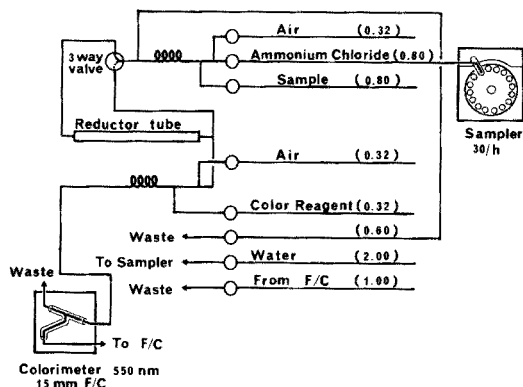 Air (0.32)
3 way
valve
Ammonium Chloride (0.80)
Sample (0.80)
Sampler
30/h
Reductor tube
Air (0.32)
Color Reagent (0.32)
Waste (0.60)
To Sampler Water (2.00)
Waste From F/C (1.00)
Waste
To F/C
Colorimeter 550 nm
15 mm F/C